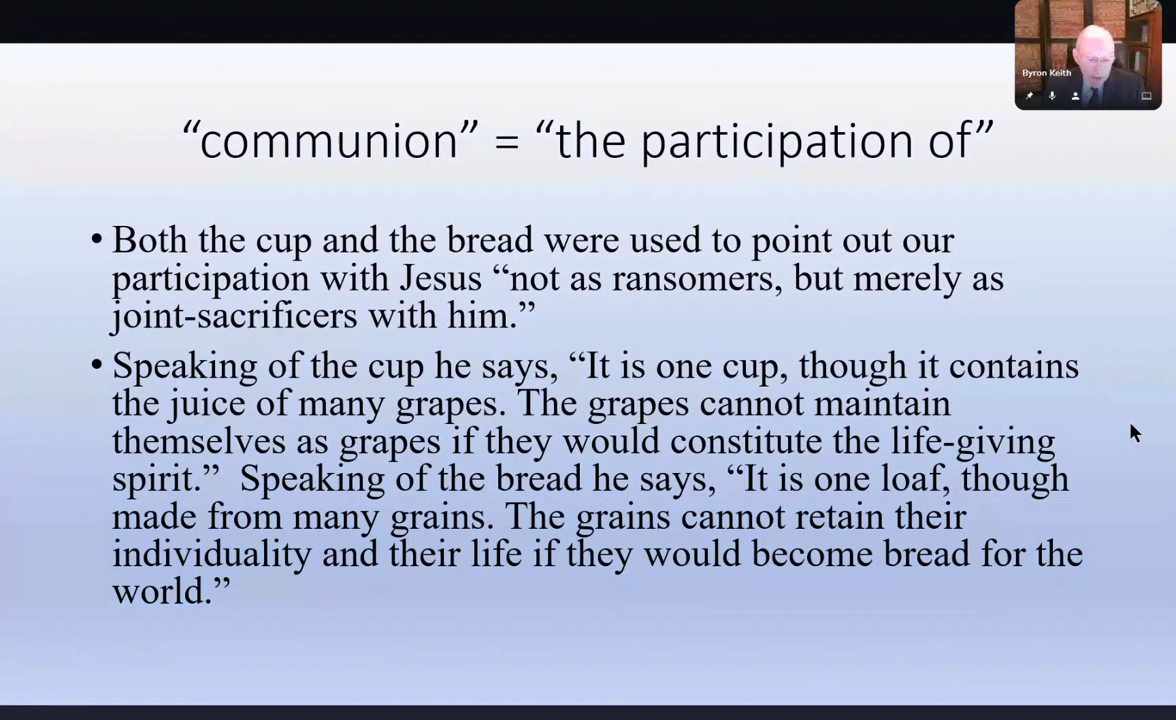 Byron Keith
“communion” = “the participation of”
• Both the cup and the bread were used to point out our
participation with Jesus “not as ransomers, but merely as
joint-sacrificers with him.”
• Speaking of the cup he says, “It is one cup, though it contains
the juice of many grapes. The grapes cannot maintain
themselves as grapes if they would constitute the life-giving
spirit.”  Speaking of the bread he says, “It is one loaf, though
made from many grains. The grains cannot retain their
individuality and their life if they would become bread for the
world.”